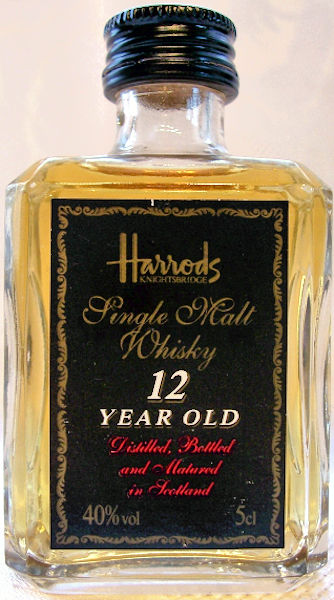 Harrods
KNIGHTSBRIDGE
Single Malt
Whisky
12
YEAR OLD
Distilled, Bottled
and Matured
in Scotland
40% vol 5cl